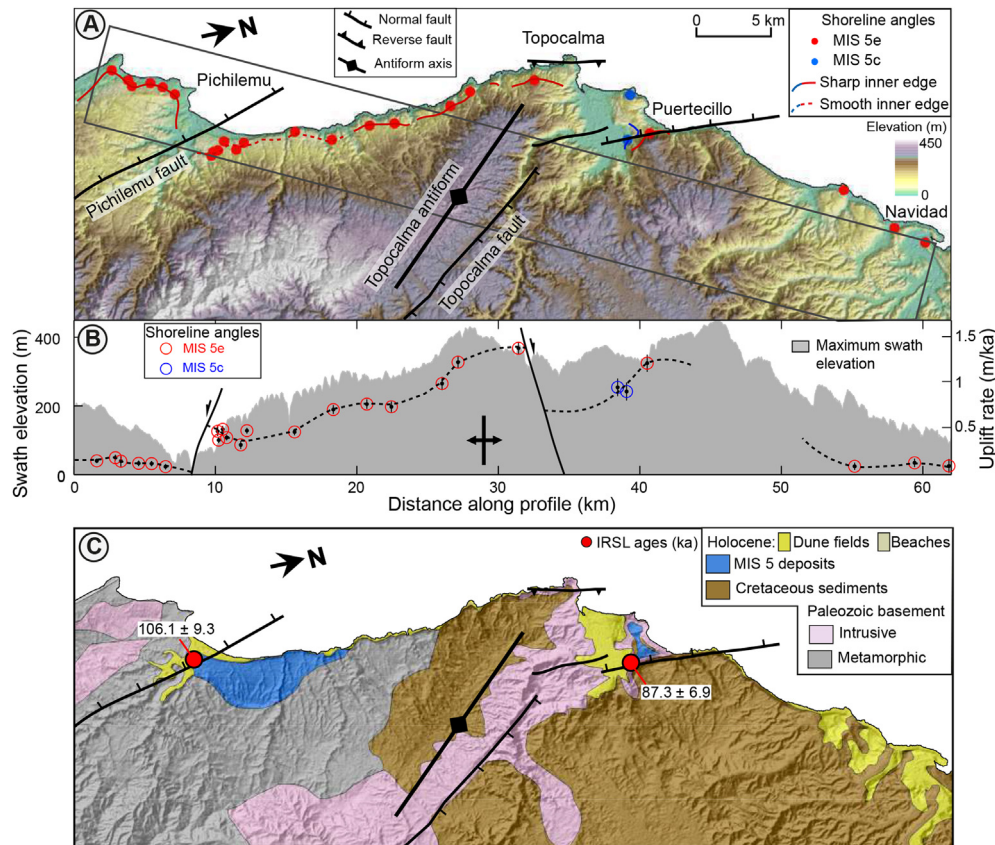 A
N
Normal fault
Reverse fault
Antiform axis
Topocalma
0 5 km
Shoreline angles
MIS 5e
MIS 5c
Sharp inner edge
Smooth inner edge
Elevation (m)
450
0
Pichilemu
Puertecillo
Pichilemu fault
Topocalma antiform
Topocalma fault
Navidad
B
Shoreline angles
MIS 5e
MIS 5c
Maximum swath
elevation
Swath elevation (m)
400
200
0
Uplift rate (m/ka)
1.5
1
0.5
0 10 20 30 40 50 60
Distance along profile (km)
C
N
IRSL ages (ka)
Holocene: Dune fields Beaches
MIS 5 deposits
Cretaceous sediments
Paleozoic basement
Intrusive
Metamorphic
106.1 ± 9.3
87.3 ± 6.9